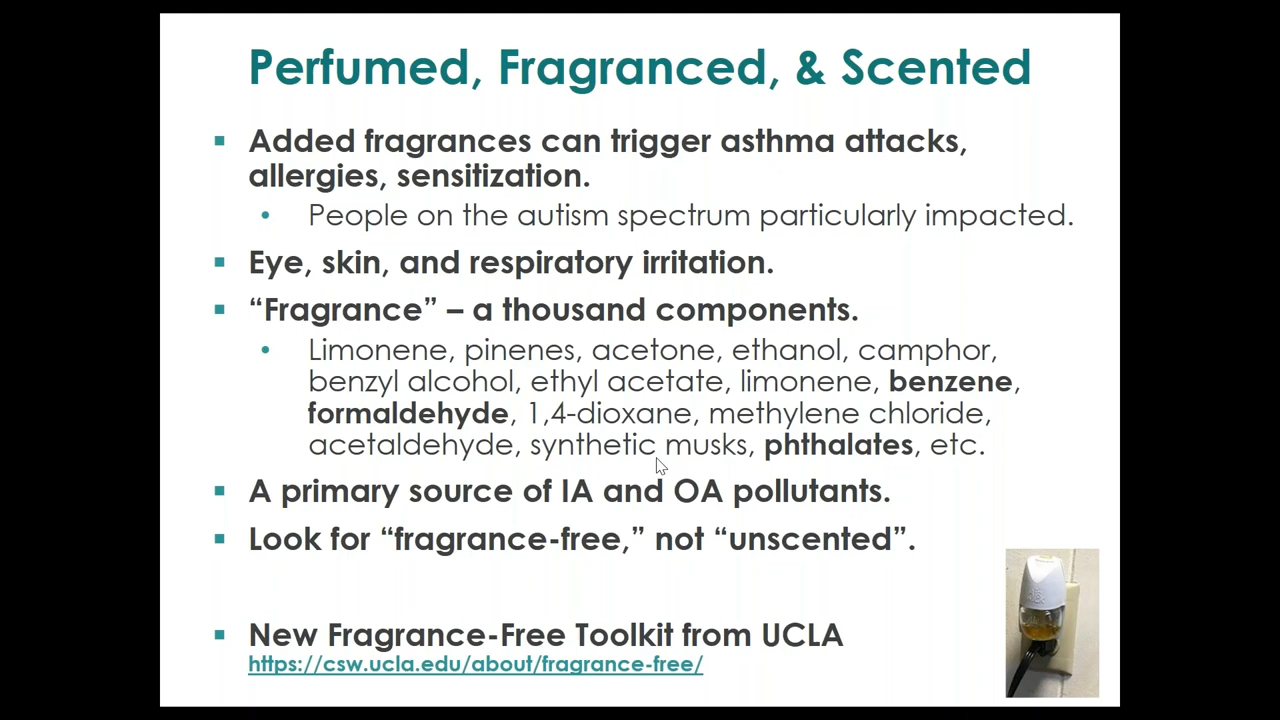 Perfumed, Fragranced, & Scented
▪ Added fragrances can trigger asthma attacks,
allergies, sensitization.
• People on the autism spectrum particularly impacted.
▪ Eye, skin, and respiratory irritation.
▪ “Fragrance” – a thousand components.
• Limonene, pinenes, acetone, ethanol, camphor,
benzyl alcohol, ethyl acetate, limonene, benzene,
formaldehyde, 1,4-dioxane, methylene chloride,
acetaldehyde, synthetic musks, phthalates, etc.
▪ A primary source of IA and OA pollutants.
▪ Look for “fragrance-free,” not “unscented”.
▪ New Fragrance-Free Toolkit from UCLA
https://csw.ucla.edu/about/fragrance-free/